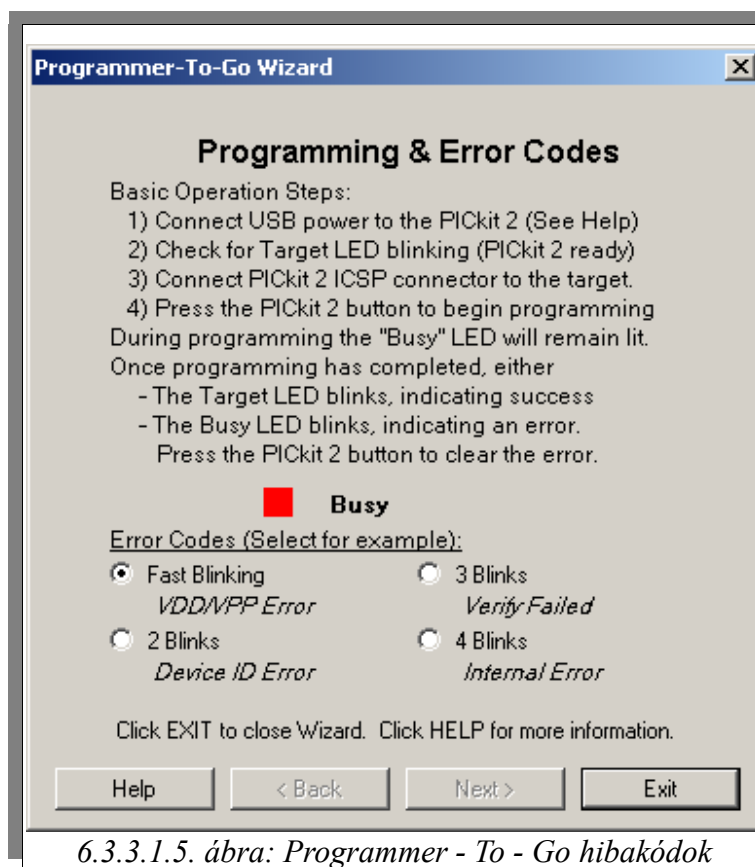 Programmer-To-Go Wizard
Programming & Error Codes
Basic Operation Steps:
1) Connect USB power to the PICkit 2 (See Help)
2) Check for Target LED blinking (PICkit 2 ready)
3) Connect PICkit 2 ICSP connector to the target.
4) Press the PICkit 2 button to begin programming
During programming the "Busy" LED will remain lit.
Once programming has completed, either
- The Target LED blinks, indicating success
- The Busy LED blinks, indicating an error.
Press the PICkit 2 button to clear the error.
Busy
Error Codes (Select for example):
Fast Blinking 3 Blinks
VDD/VPP Error Verify Failed
2 Blinks 4 Blinks
Device ID Error Internal Error
Click EXIT to close Wizard. Click HELP for more information.
Help < Back Next > Exit
6.3.3.1.5. ábra: Programmer - To - Go hibakódok